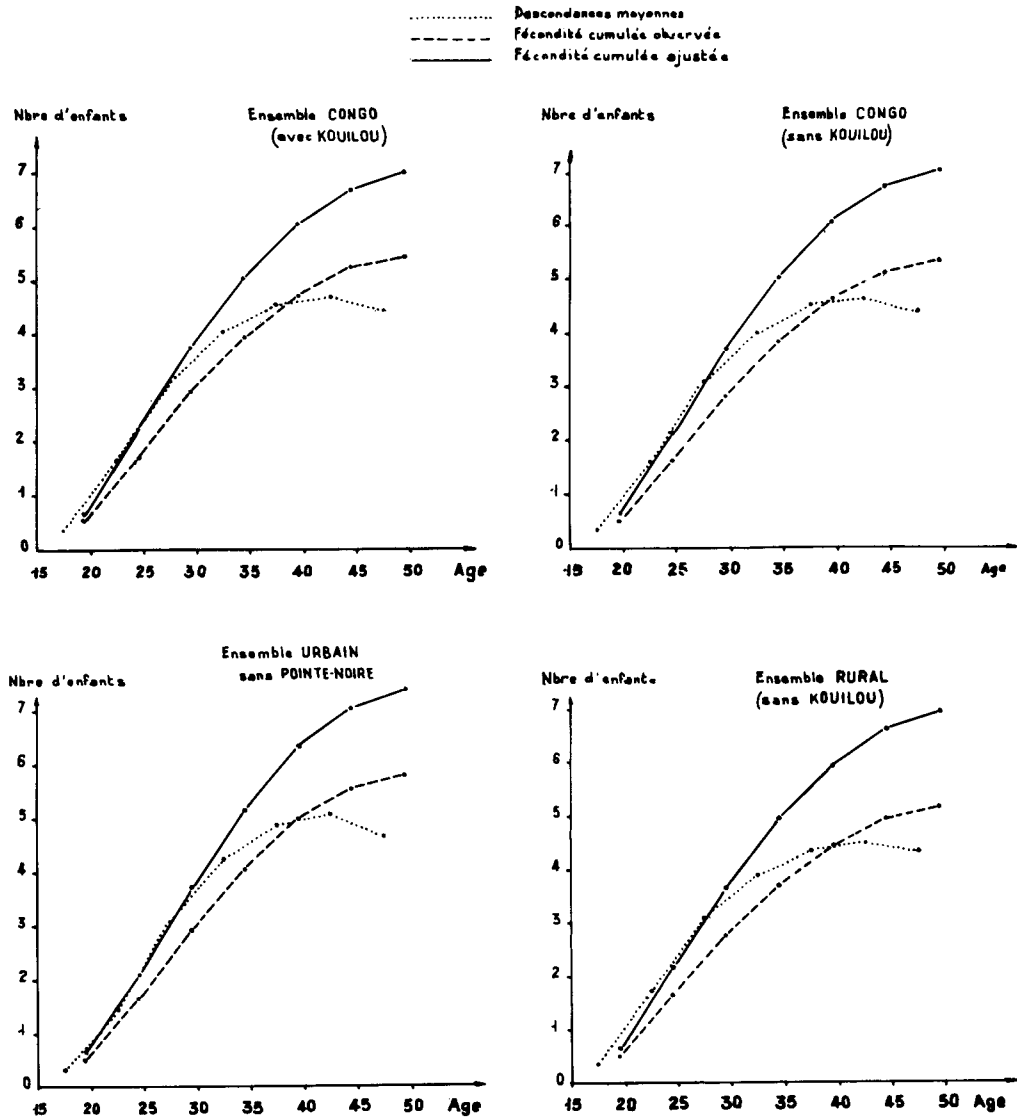 Descendances moyennes
Fécondité cumulée observée
Fécondité cumulée ajustée
Nbre d'enfants
Ensemble CONGO
(avec KOUILOU)
7
6
5
4
3
2
1
0
15 20 25 30 35 40 45 50 Age
Nbre d'enfants
Ensemble CONGO
(sans KOUILOU)
7
6
5
4
3
2
1
0
15 20 25 30 35 40 45 50 Age
Nbre d'enfants
Ensemble URBAIN
sans POINTE-NOIRE
7
6
5
4
3
2
1
0
15 20 25 30 35 40 45 50 Age
Nbre d'enfants
Ensemble RURAL
(sans KOUILOU)
7
6
5
4
3
2
1
0
15 20 25 30 35 40 45 50 Age